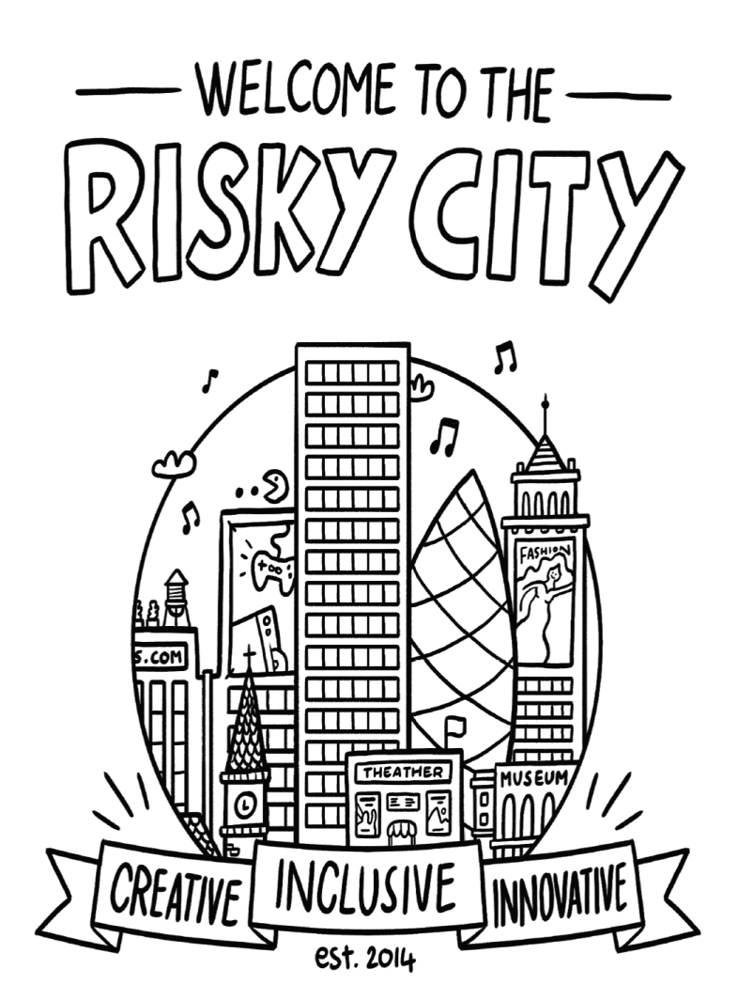 WELCOME TO THE
RISKY CITY
FASHION
S.COM
THEATHER
MUSEUM
CREATIVE INCLUSIVE INNOVATIVE
est. 2014